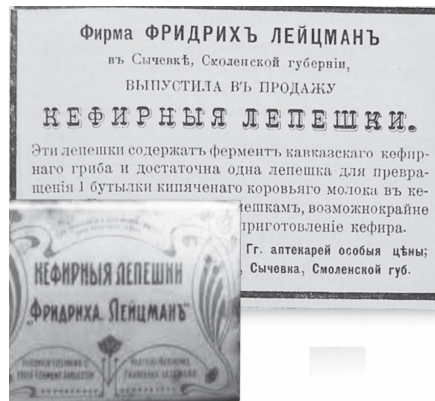 Фирма ФРИДРИХЪ ЛЕЙЦМАНЪ
въ Сычевкѣ, Смоленской губерніи,
ВЫПУСТИЛА ВЪ ПРОДАЖУ
КЕФИРНЫЯ ЛЕПЕШКИ.
Эти лепешки содержатъ ферментъ кавказскаго кефир-
наго гриба и достаточна одна лепешка для превра-
щенія 1 бутылки кипяченаго коровьяго молока въ ке-
пешкамъ, возможнокрайне
приготовленіе кефира.
Гг. аптекарей особыя цѣны;
, Сычевка, Смоленской губ.
КЕФИРНЫЯ ЛЕПЕШКИ
„ФРИДРИХА ЛЕЙЦМАНЪ"